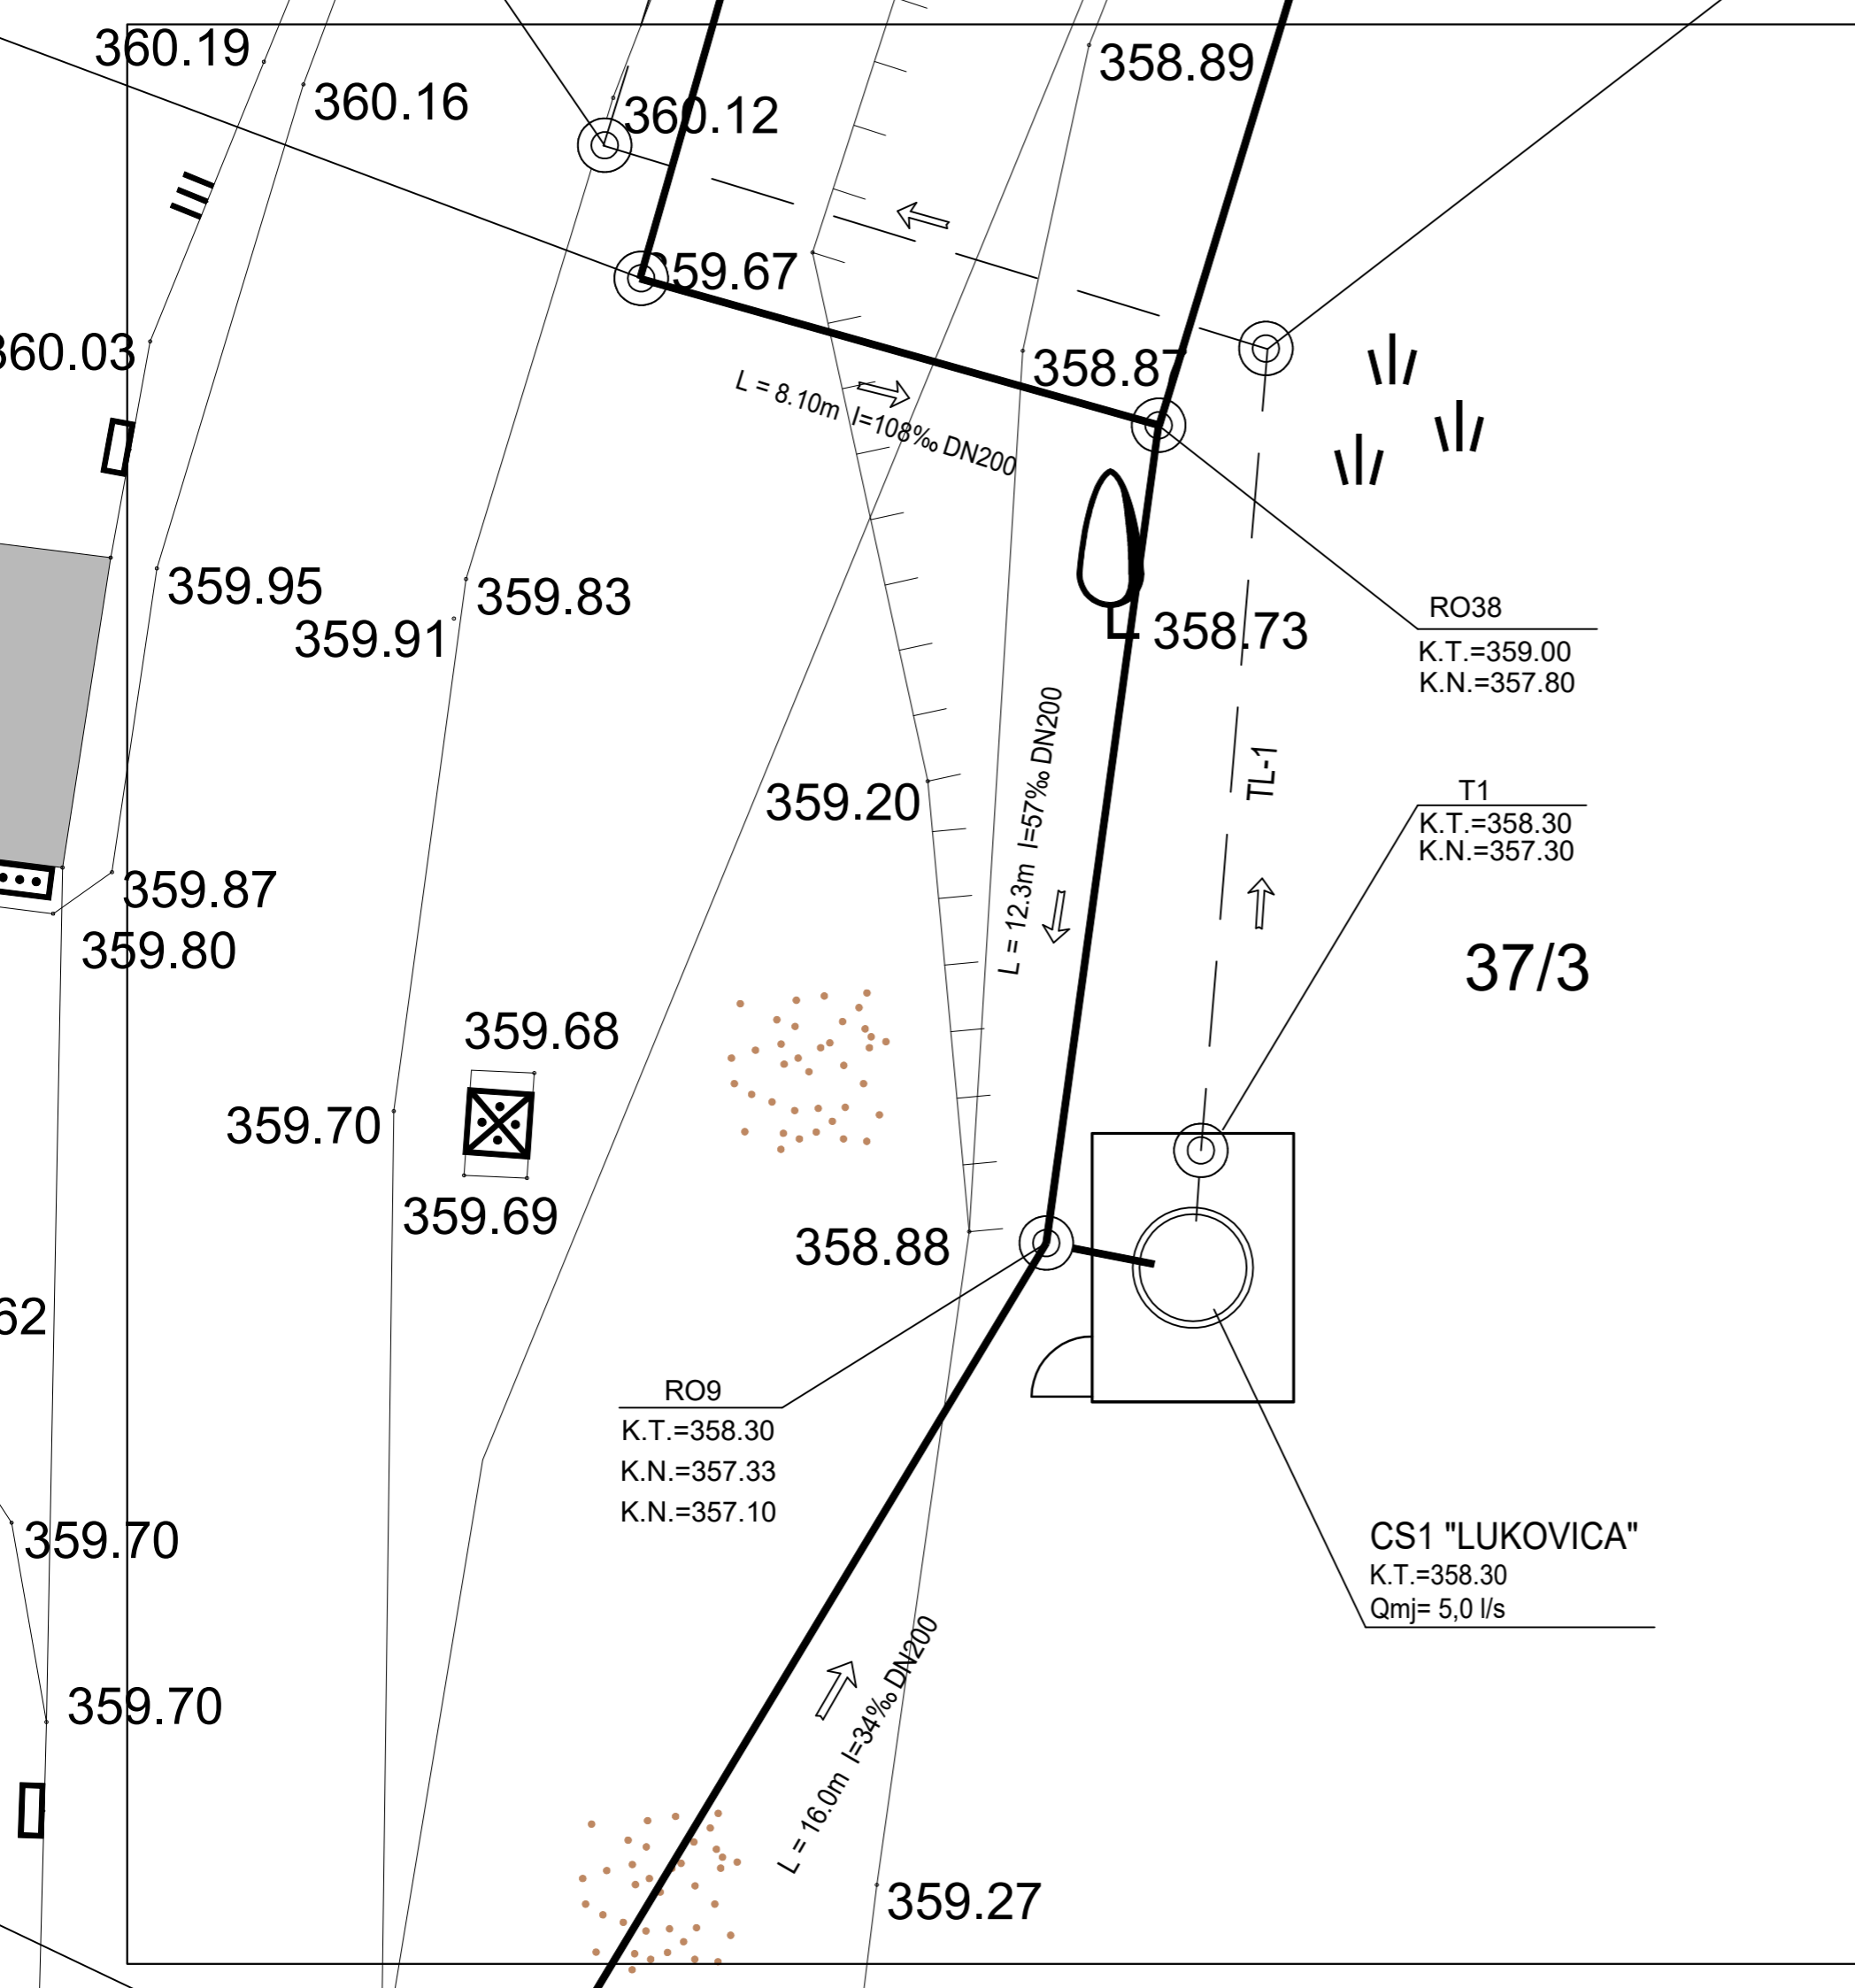 360.19
358.89
360.16
360.12
359.67
360.03
358.87
L = 8.10m I=108‰ DN200
359.95
359.83
359.91
358.73
RO38
K.T.=359.00
K.N.=357.80
L = 12.3m I=57‰ DN200
TL-1
359.20
T1
K.T.=358.30
K.N.=357.30
359.87
359.80
37/3
359.68
359.70
359.69
358.88
62
RO9
K.T.=358.30
K.N.=357.33
K.N.=357.10
359.70
CS1 "LUKOVICA"
K.T.=358.30
Qmj= 5,0 l/s
359.70
L = 16.0m I=34‰ DN200
359.27